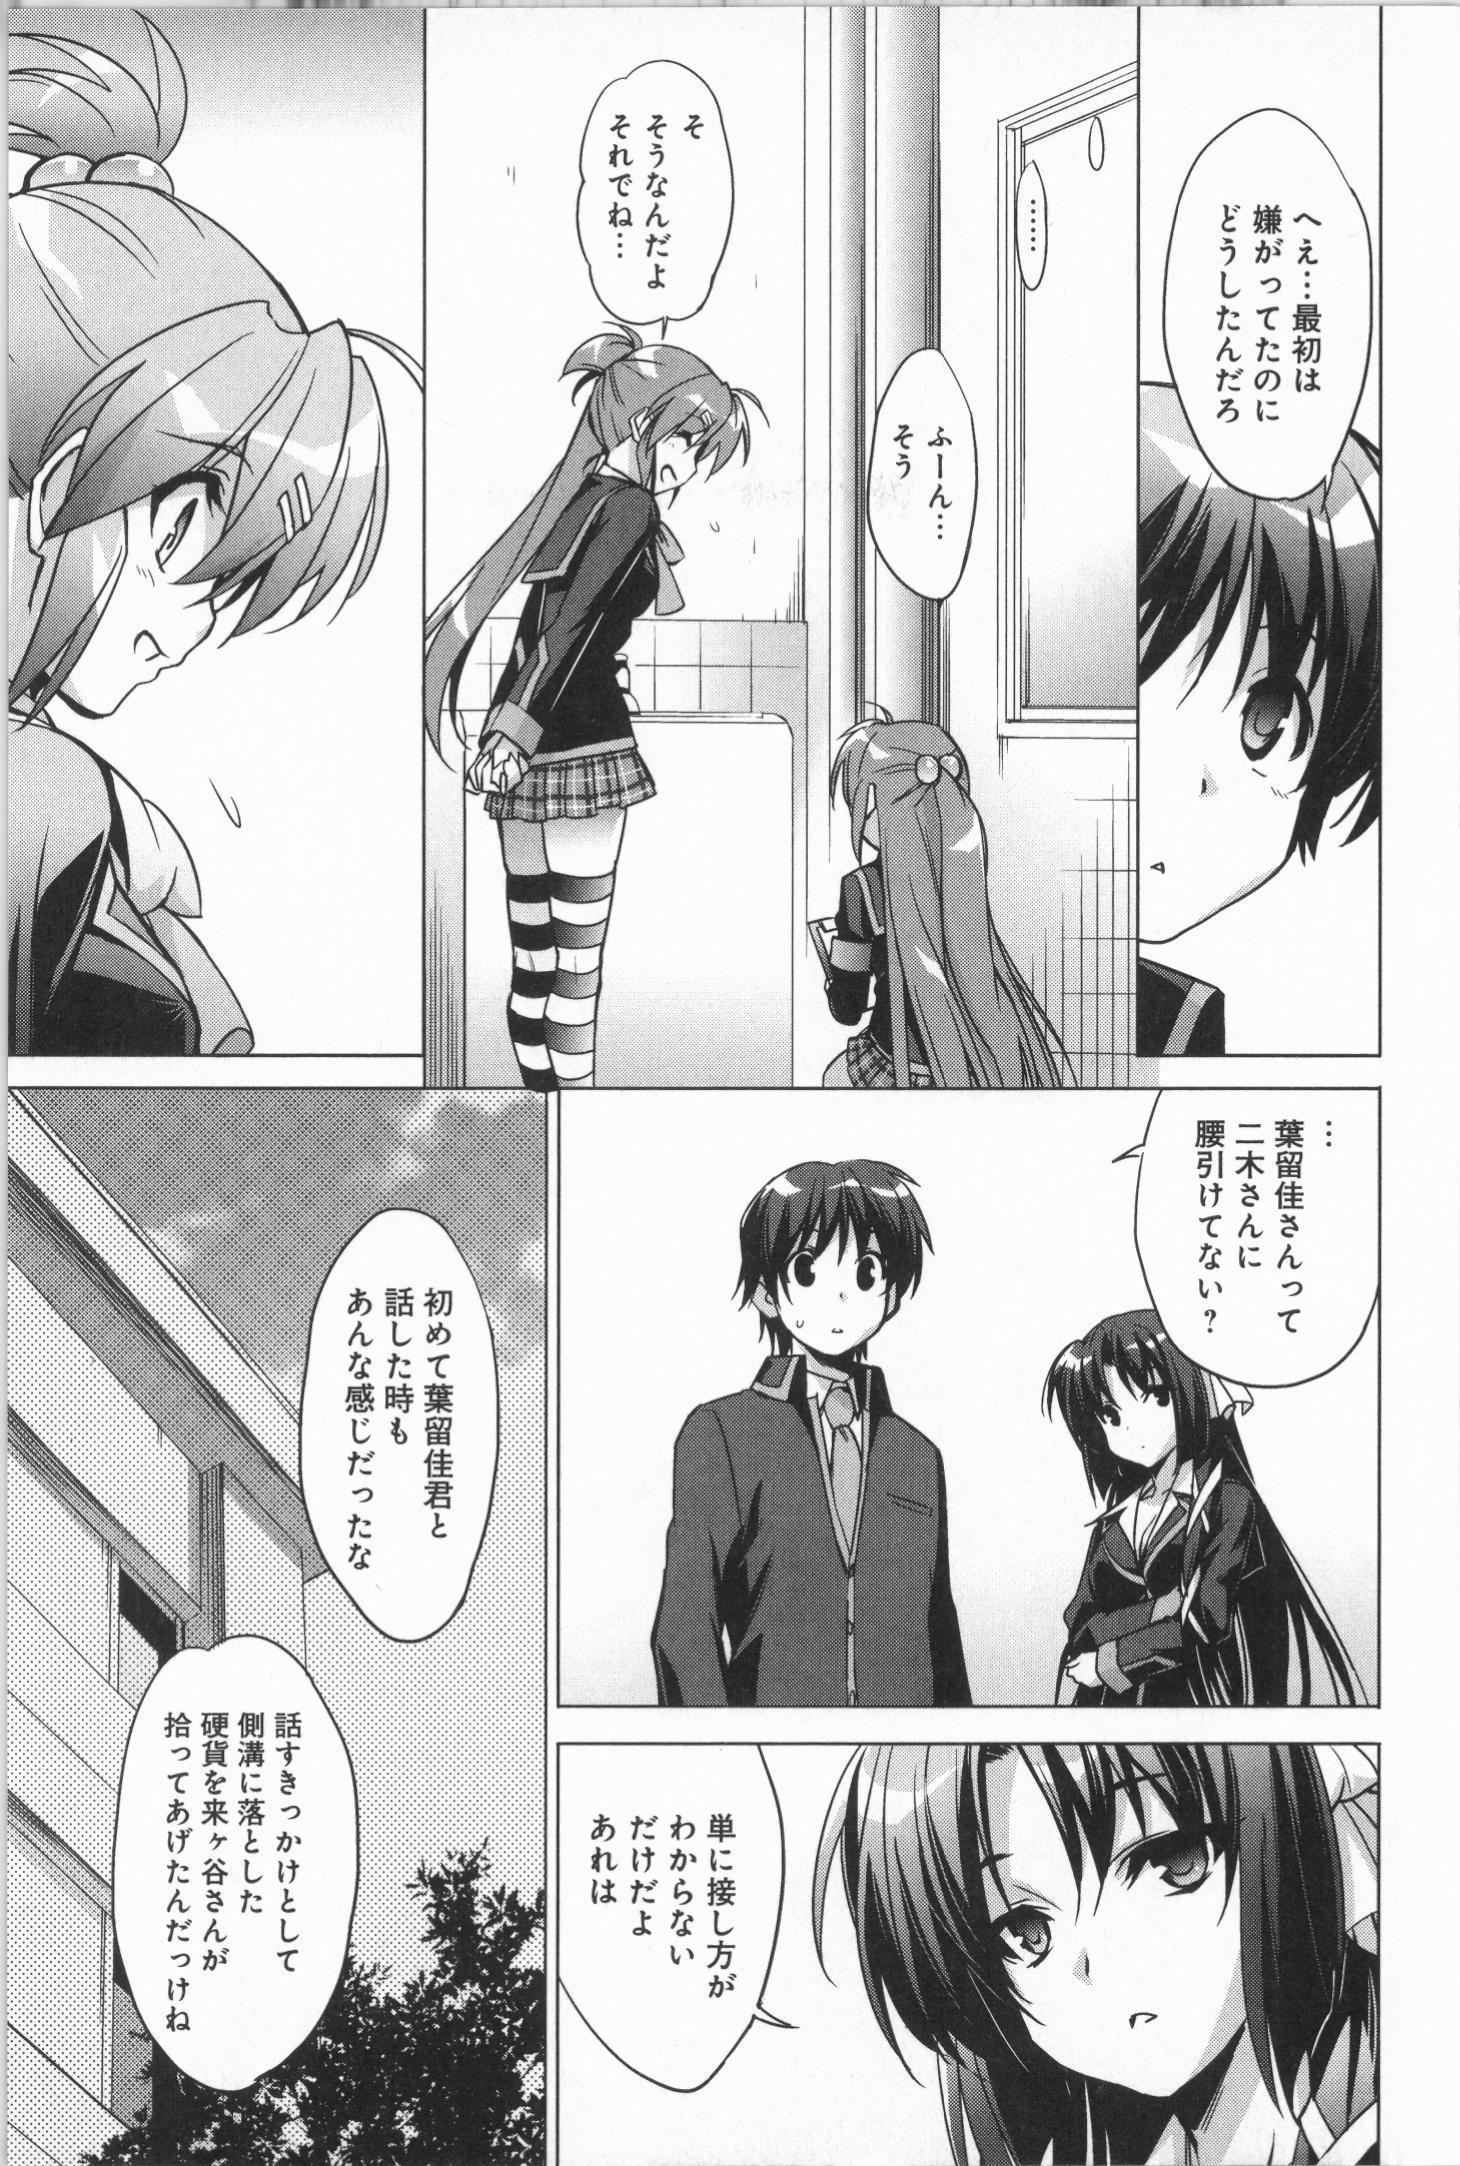 へえ…最初は
嫌がってたのに
どうしたんだろ
……
ふーん…
そう
そ
そうなんだよ
それでね…
…
葉留佳さんって
二木さんに
腰引けてない？
単に接し方が
わからない
だけだよ
あれは
初めて葉留佳君と
話した時も
あんな感じだったな
話すきっかけとして
側溝に落とした
硬貨を来ヶ谷さんが
拾ってあげたんだっけね